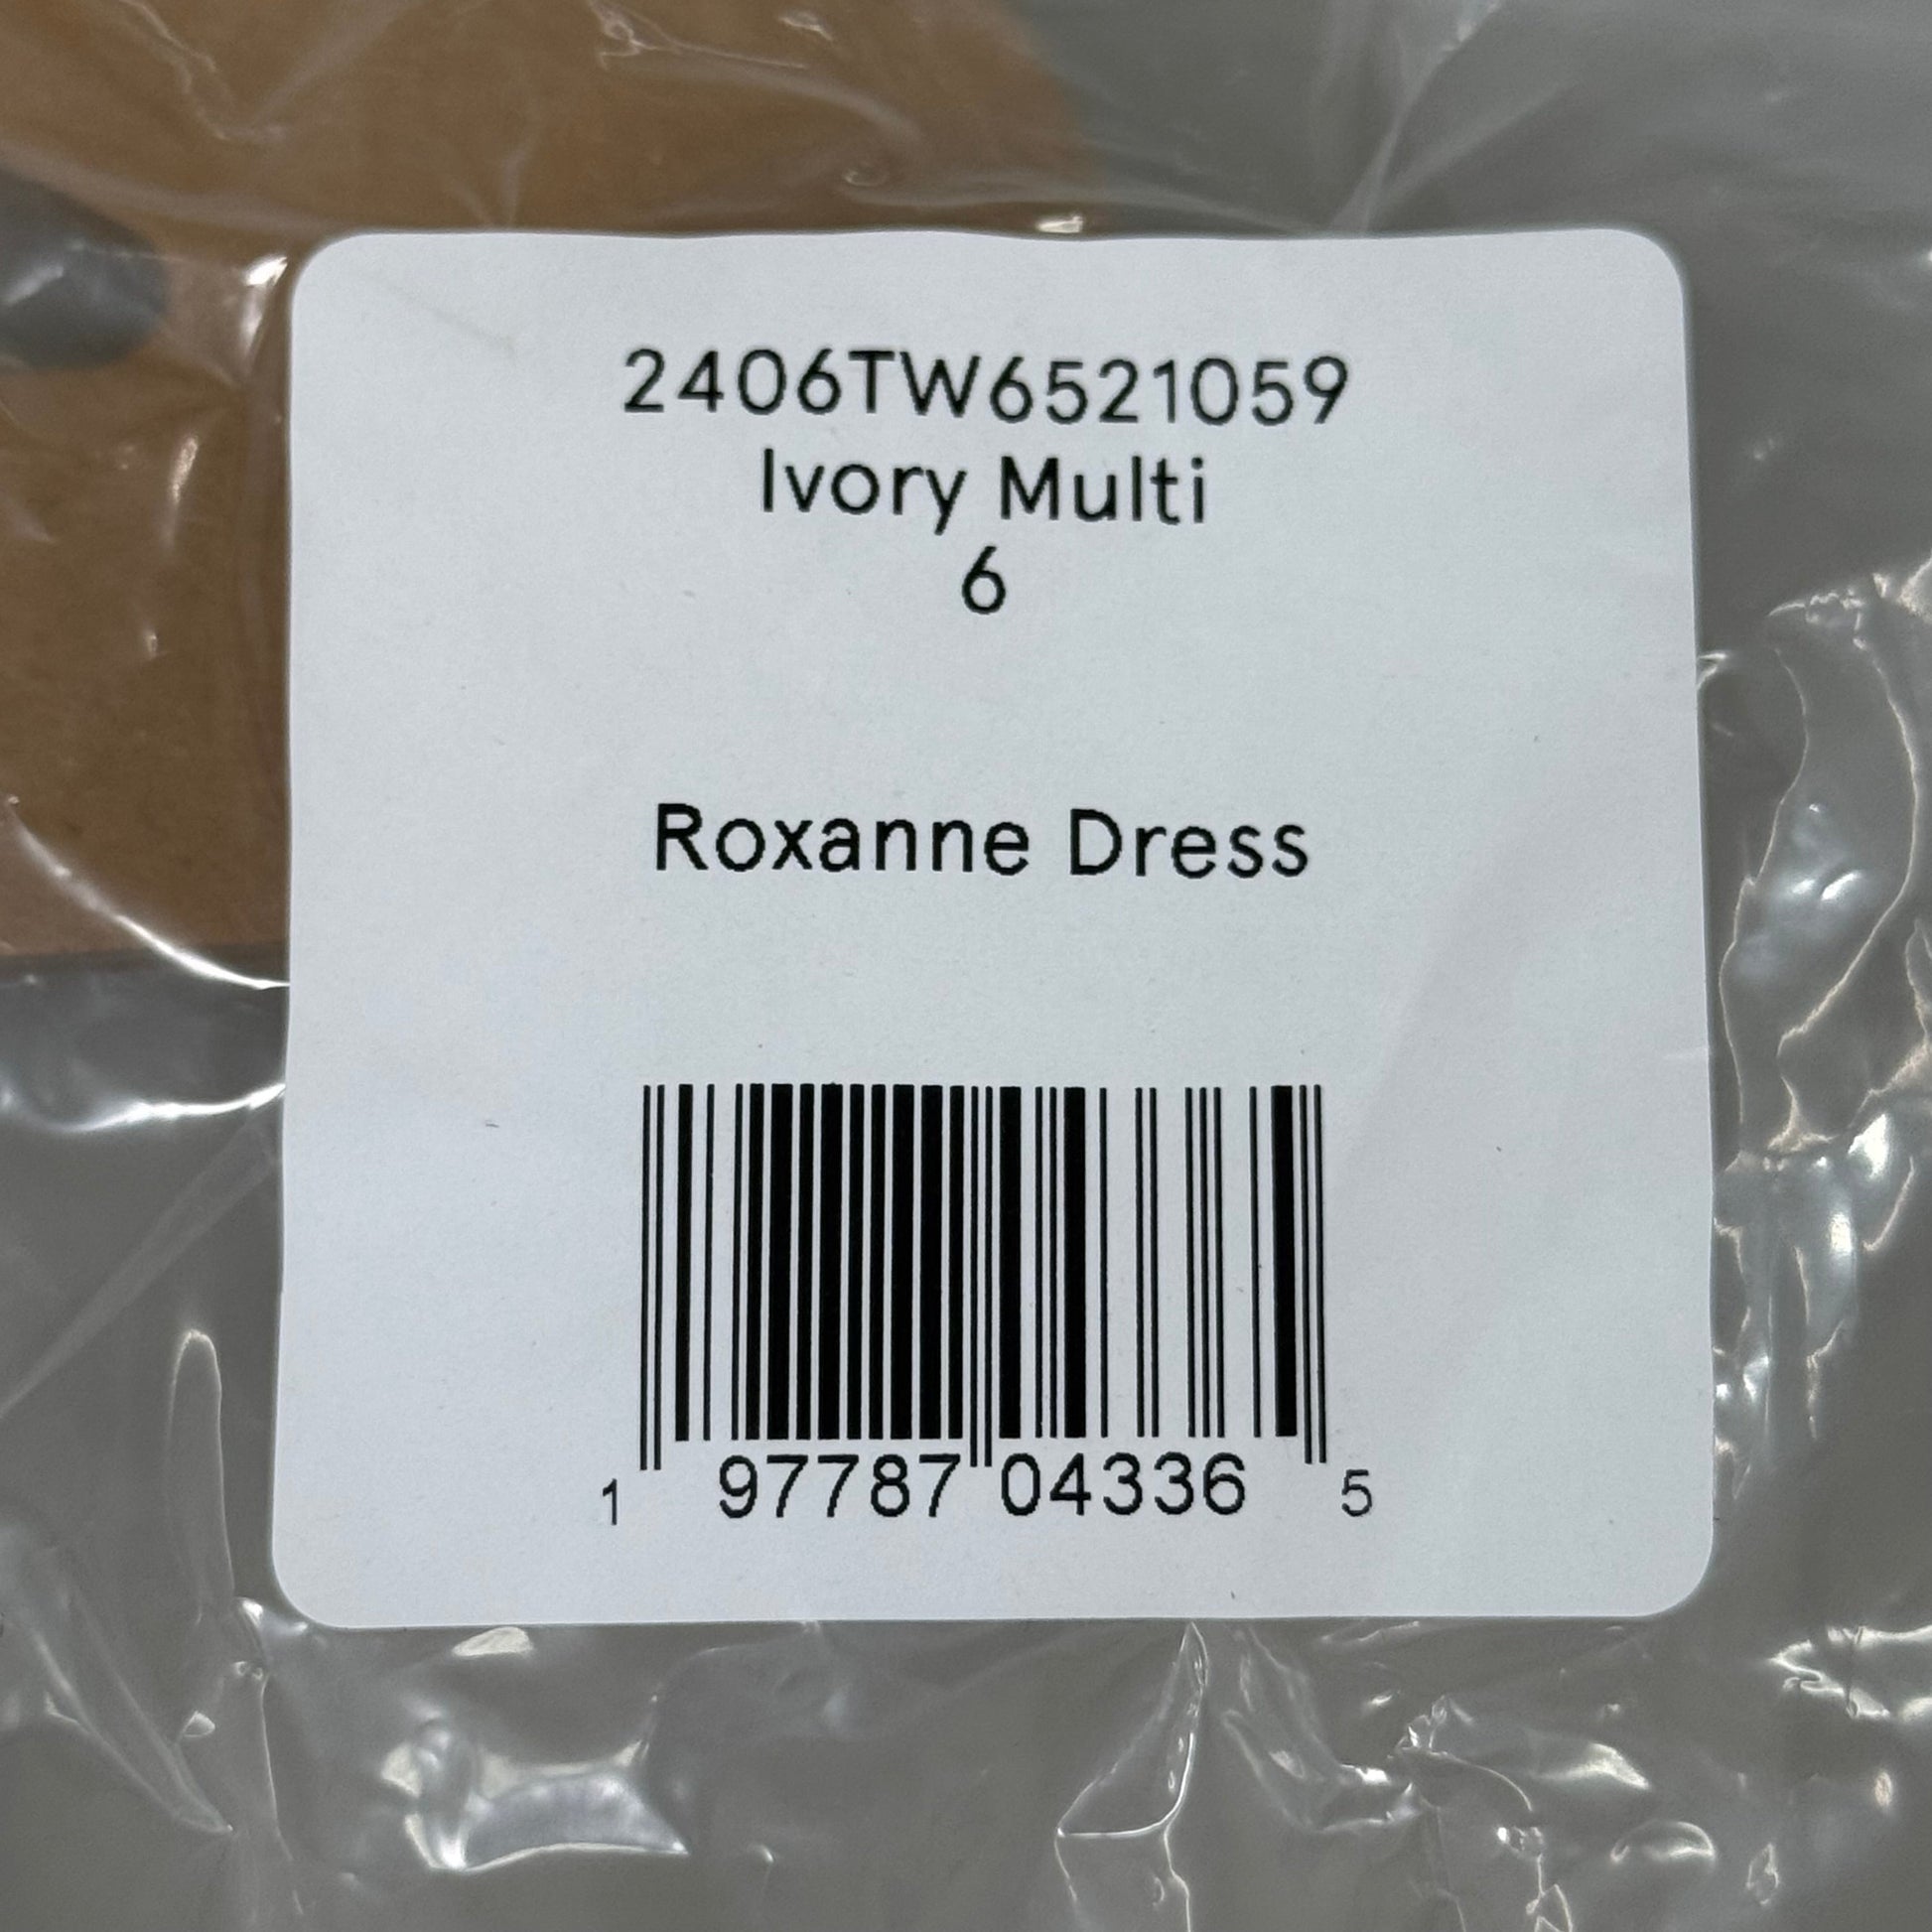 2406TW6521059
Ivory Multi
6
Roxanne Dress
1 97787 04336 5